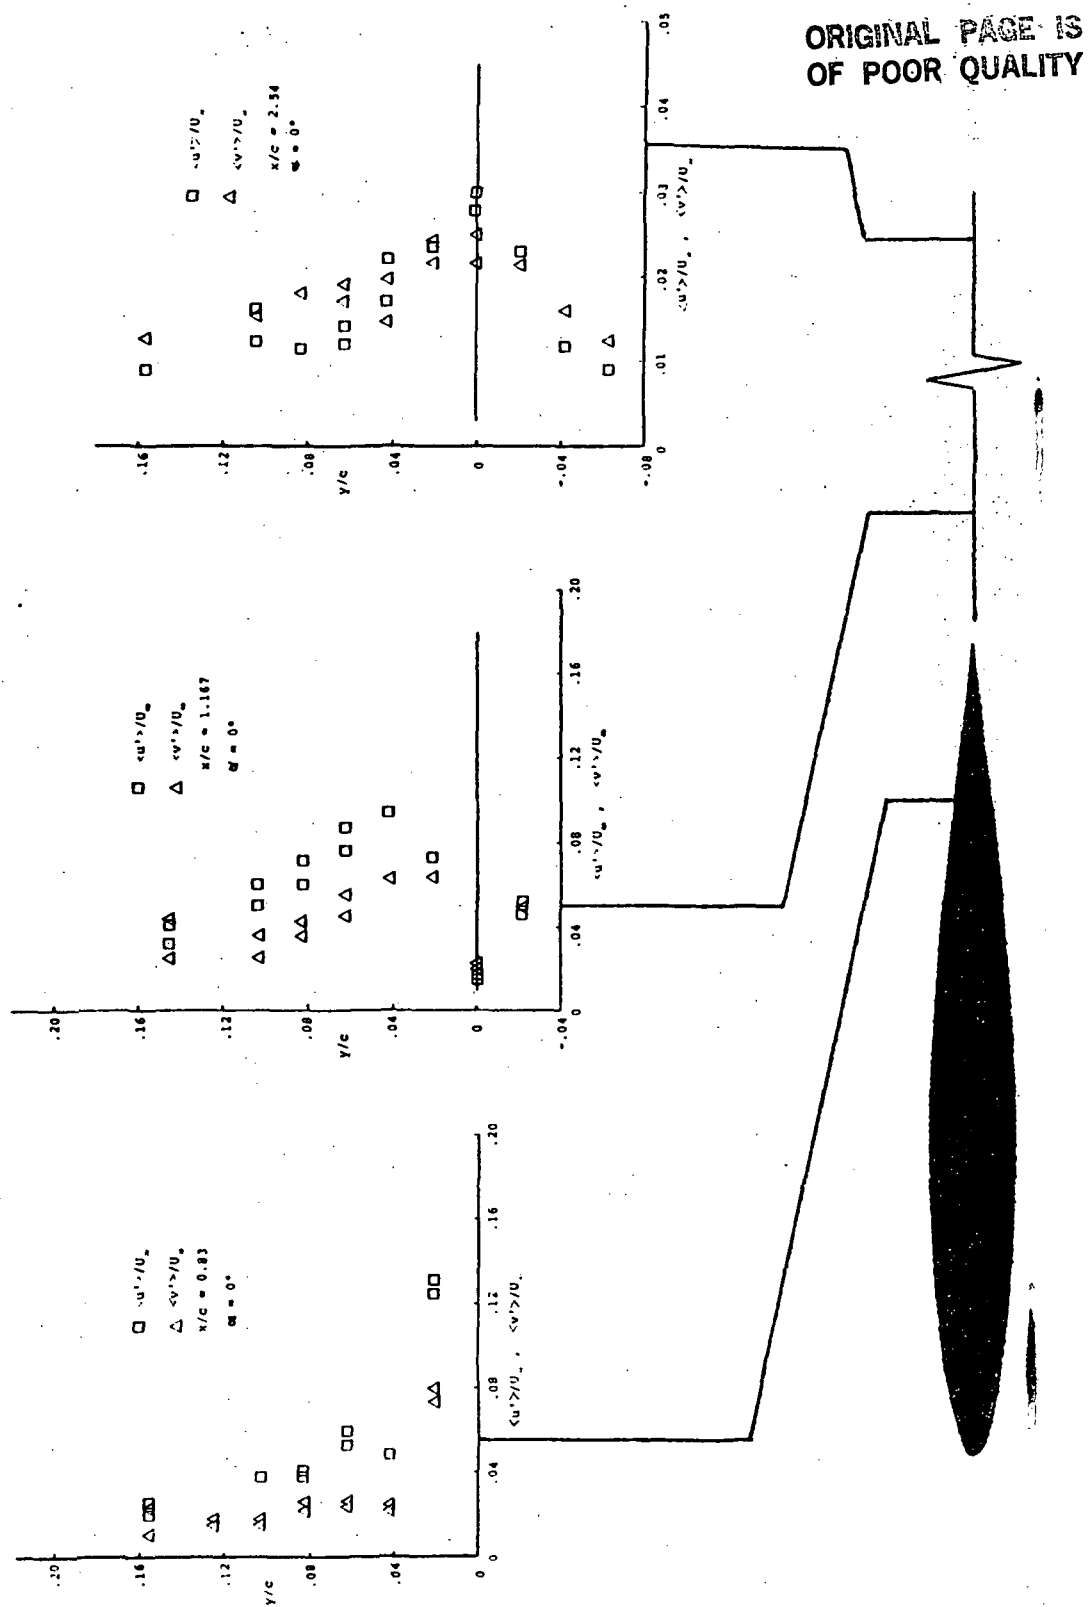 ORIGINAL PAGE IS
OF POOR QUALITY
□ <u'>/U∞
△ <v'>/U∞
x/c = 0.83
α = 0°
.20
.16
.12
.08
.04
0
y/c
0
.04
.08
.12
.16
.20
<u'>/U∞ , <v'>/U∞
□ <u'>/U∞
△ <v'>/U∞
x/c = 1.167
α = 0°
.20
.16
.12
.08
.04
0
-.04
y/c
0
.04
.08
.12
.16
.20
<u'>/U∞ , <v'>/U∞
□ <u'>/U∞
△ <v'>/U∞
x/c = 2.54
α = 0°
.16
.12
.08
.04
0
-.04
-.08
y/c
0
.01
.02
.03
.04
.05
<u'>/U∞ , <v'>/U∞